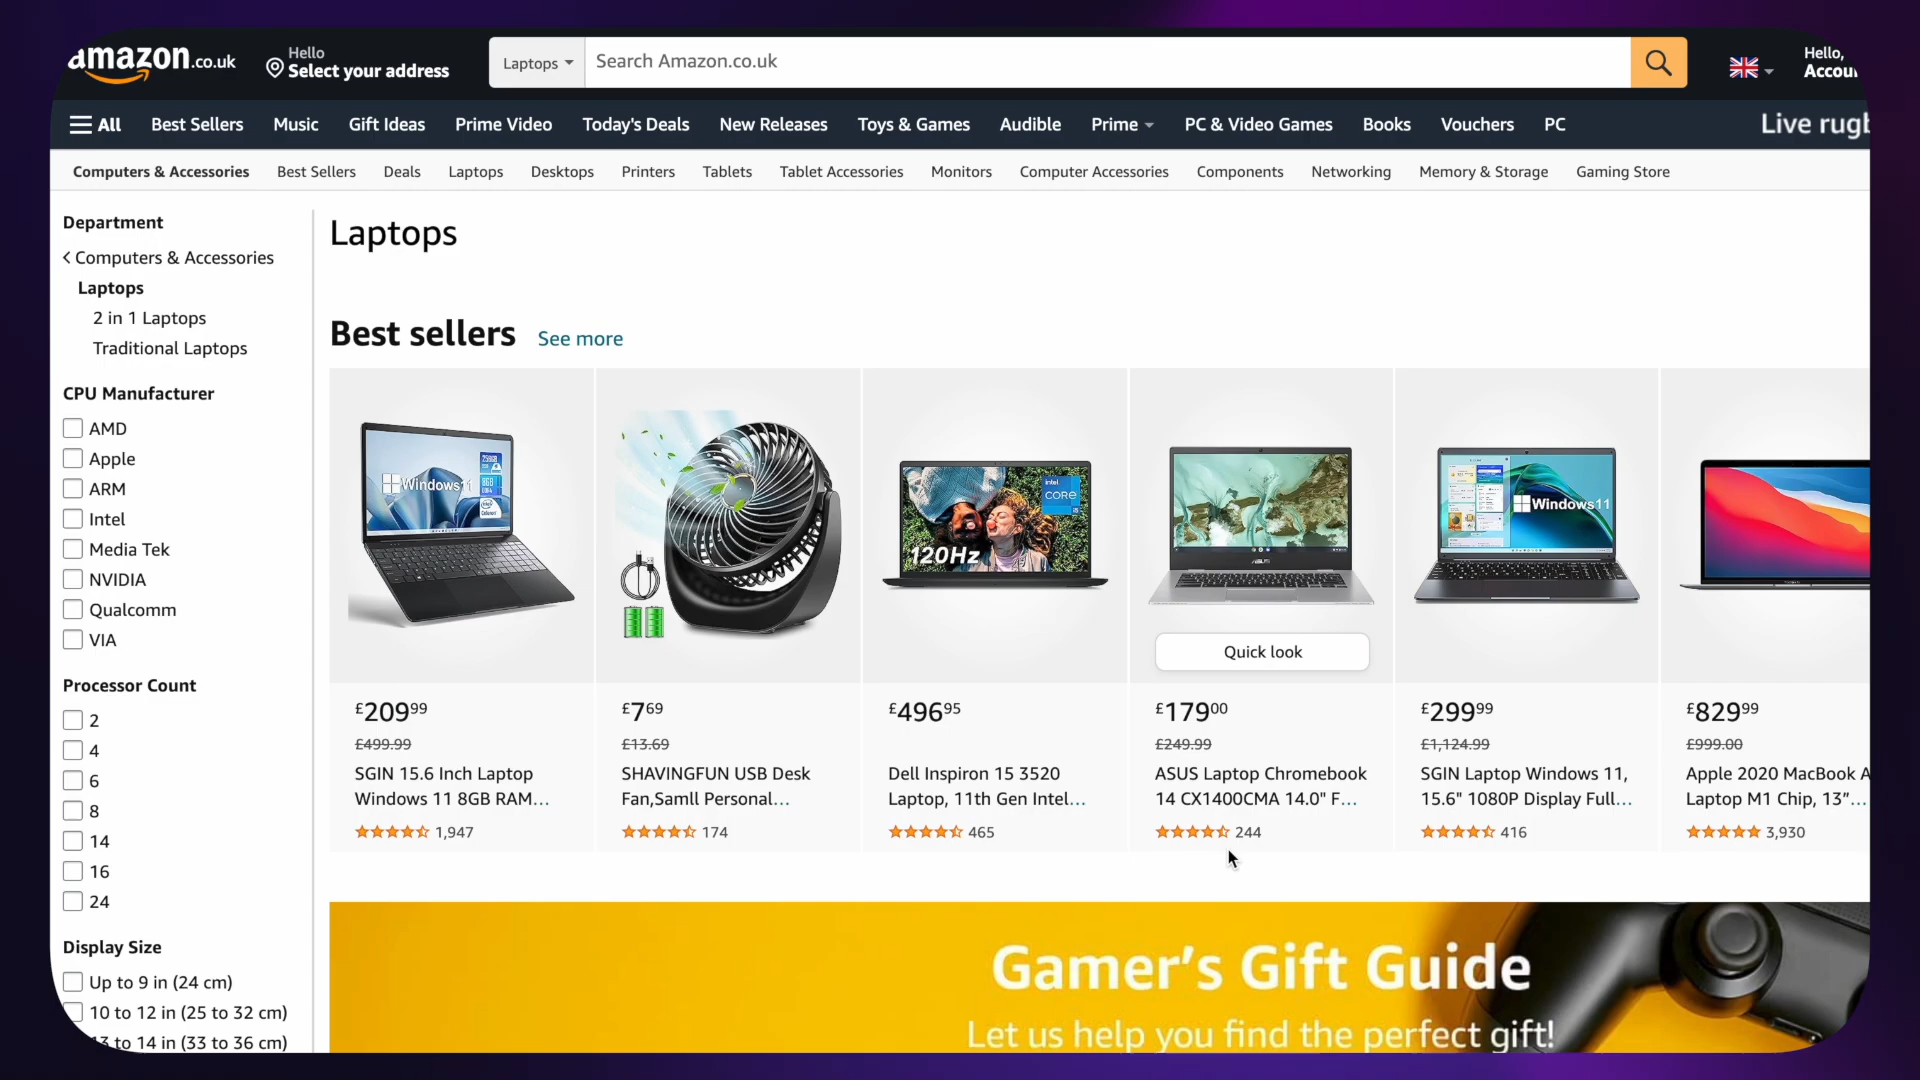 amazon.co.uk
Hello
Select your address
Laptops
Search Amazon.co.uk
Hello,
All
Best Sellers
Music
Gift Ideas
Prime Video
Today's Deals
New Releases
Toys & Games
Audible
Prime
PC & Video Games
Books
Vouchers
PC
Live
Computers & Accessories
Best Sellers
Deals
Laptops
Desktops
Printers
Tablets
Tablet Accessories
Monitors
Computer Accessories
Components
Networking
Memory & Storage
Gaming Store
Department
Computers & Accessories
Laptops
2 in 1 Laptops
Traditional Laptops
CPU Manufacturer
AMD
Apple
ARM
Intel
Media Tek
NVIDIA
Qualcomm
VIA
Processor Count
2
4
6
8
14
16
24
Display Size
Up to 9 in (24 cm)
10 to 12 in (25 to 32 cm)
to 14 in (33 to 36 cm)
Laptops
Best sellers
See more
Windows11
£209.99
£499.99
SGIN 15.6 Inch Laptop
Windows 11 8GB RAM...
1,947
£7.69
£13.69
SHAVINGFUN USB Desk
Fan,Samll Personal...
174
intel
CORE
120Hz
£496.95
Dell Inspiron 15 3520
Laptop, 11th Gen Intel...
465
ASUS
Quick look
£179.00
£249.99
ASUS Laptop Chromebook
14 CX1400CMA 14.0" F...
244
Windows11
£299.99
£1,124.99
SGIN Laptop Windows 11,
15.6" 1080P Display Full...
416
£829.99
£999.00
Apple 2020 MacBook A
Laptop M1 Chip, 13”...
3,930
Gamer’s Gift Guide
Let us help you find the perfect gift!